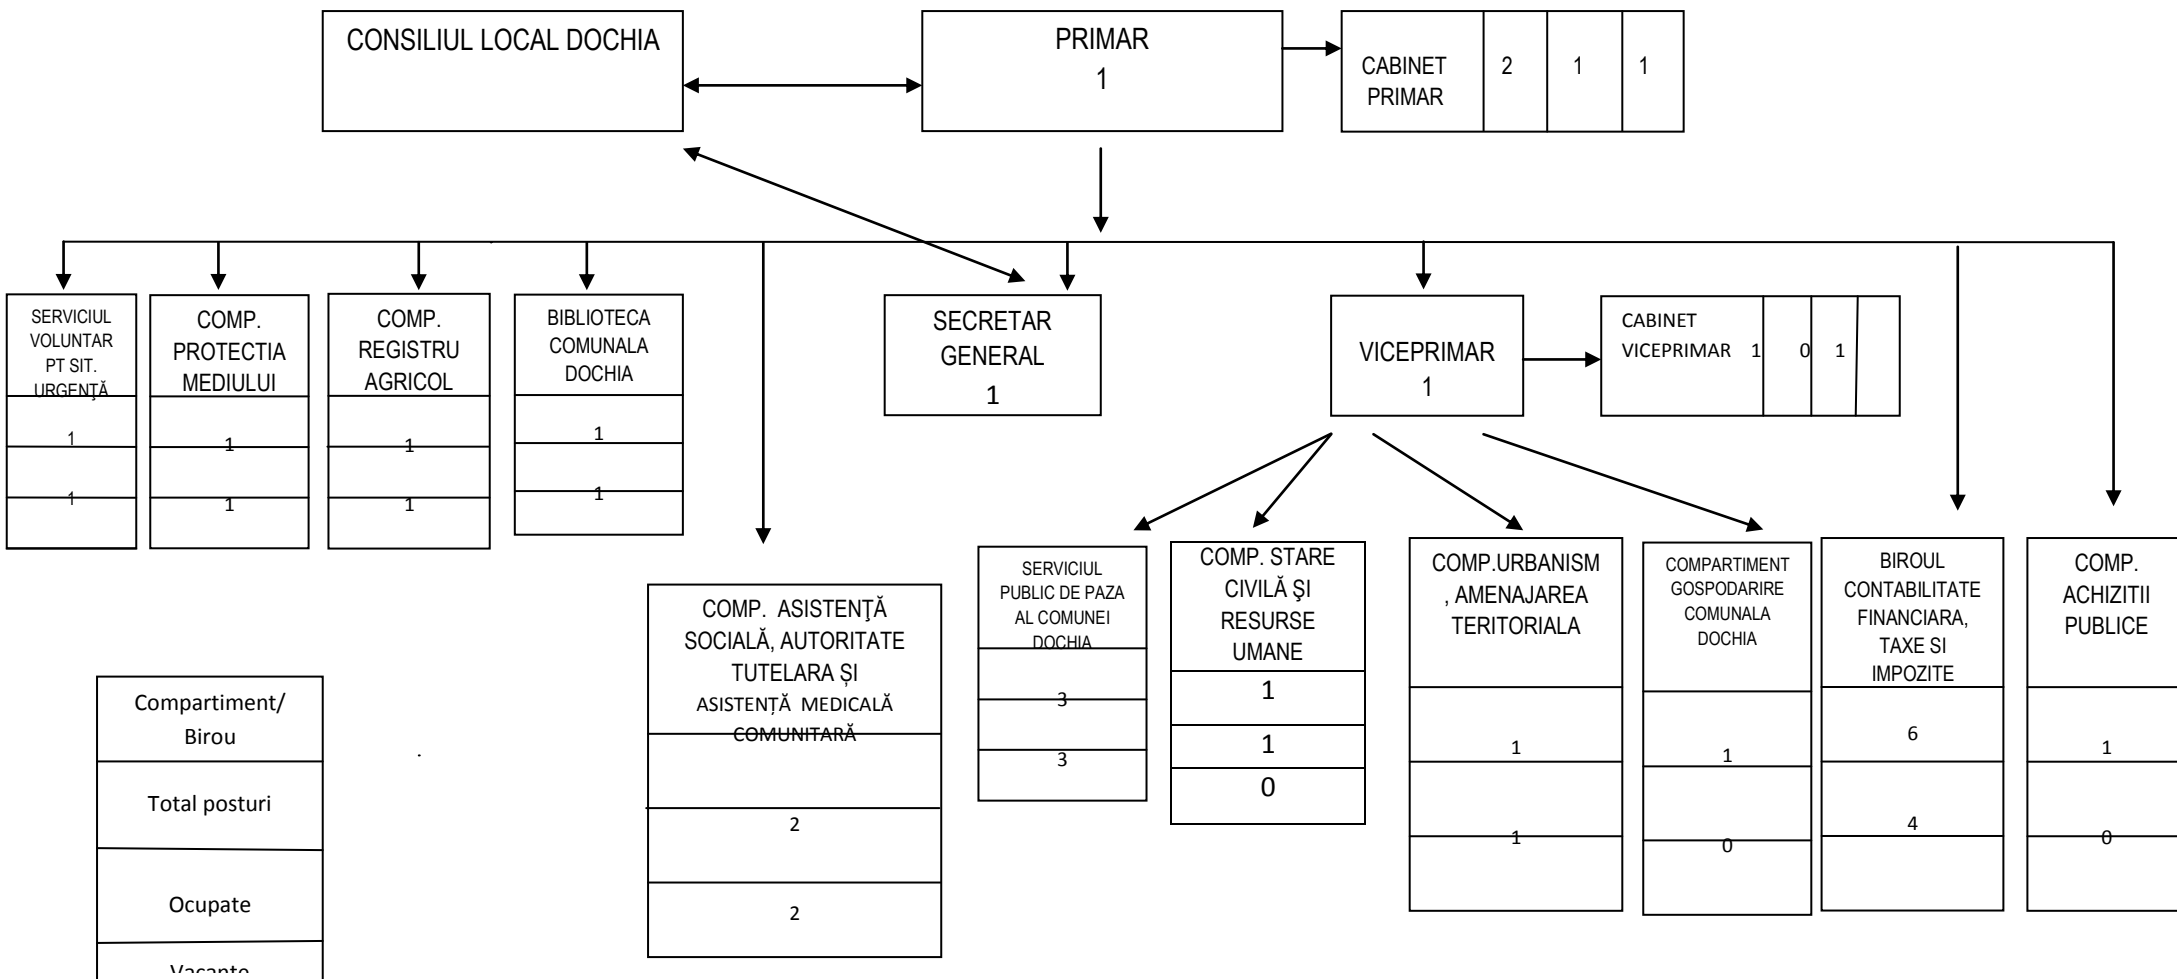 CONSILIUL LOCAL DOCHIA
PRIMAR
1
CABINET
PRIMAR
2 1 1
SERVICIUL
VOLUNTAR
PT SIT.
URGENŢĂ
1
1
COMP.
PROTECTIA
MEDIULUI
1
1
COMP.
REGISTRU
AGRICOL
1
1
BIBLIOTECA
COMUNALA
DOCHIA
1
1
SECRETAR
GENERAL
1
VICEPRIMAR
1
CABINET
VICEPRIMAR 1 0 1
COMP. ASISTENŢĂ
SOCIALĂ, AUTORITATE
TUTELARA ȘI
ASISTENȚĂ MEDICALĂ
COMUNITARĂ
2
2
SERVICIUL
PUBLIC DE PAZA
AL COMUNEI
DOCHIA
3
3
COMP. STARE
CIVILĂ ŞI
RESURSE
UMANE
1
1
0
COMP.URBANISM
, AMENAJAREA
TERITORIALA
1
1
COMPARTIMENT
GOSPODARIRE
COMUNALA
DOCHIA
1
0
BIROUL
CONTABILITATE
FINANCIARA,
TAXE SI
IMPOZITE
6
4
COMP.
ACHIZITII
PUBLICE
1
0
Compartiment/
Birou
Total posturi
Ocupate
Vacante